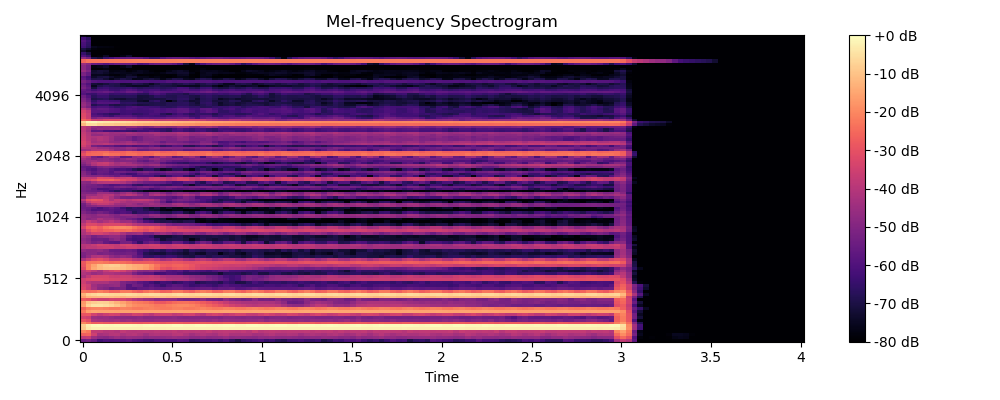 Mel-frequency Spectrogram
+0 dB
-10 dB
4096
-20 dB
-30 dB
2048
Hz
-40 dB
1024
-50 dB
-60 dB
512
-70 dB
0
-80 dB
0 0.5 1 1.5 2 2.5 3 3.5 4
Time